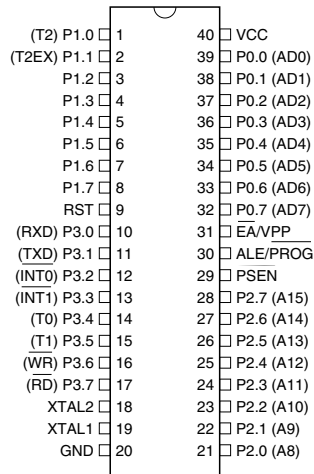 (T2) P1.0 1 40 VCC
(T2EX) P1.1 2 39 P0.0 (AD0)
P1.2 3 38 P0.1 (AD1)
P1.3 4 37 P0.2 (AD2)
P1.4 5 36 P0.3 (AD3)
P1.5 6 35 P0.4 (AD4)
P1.6 7 34 P0.5 (AD5)
P1.7 8 33 P0.6 (AD6)
RST 9 32 P0.7 (AD7)
(RXD) P3.0 10 31 E̅A̅/VPP
(TXD) P3.1 11 30 ALE/P̅R̅O̅G̅
(I̅N̅T̅0̅) P3.2 12 29 P̅S̅E̅N̅
(I̅N̅T̅1̅) P3.3 13 28 P2.7 (A15)
(T0) P3.4 14 27 P2.6 (A14)
(T1) P3.5 15 26 P2.5 (A13)
(W̅R̅) P3.6 16 25 P2.4 (A12)
(R̅D̅) P3.7 17 24 P2.3 (A11)
XTAL2 18 23 P2.2 (A10)
XTAL1 19 22 P2.1 (A9)
GND 20 21 P2.0 (A8)